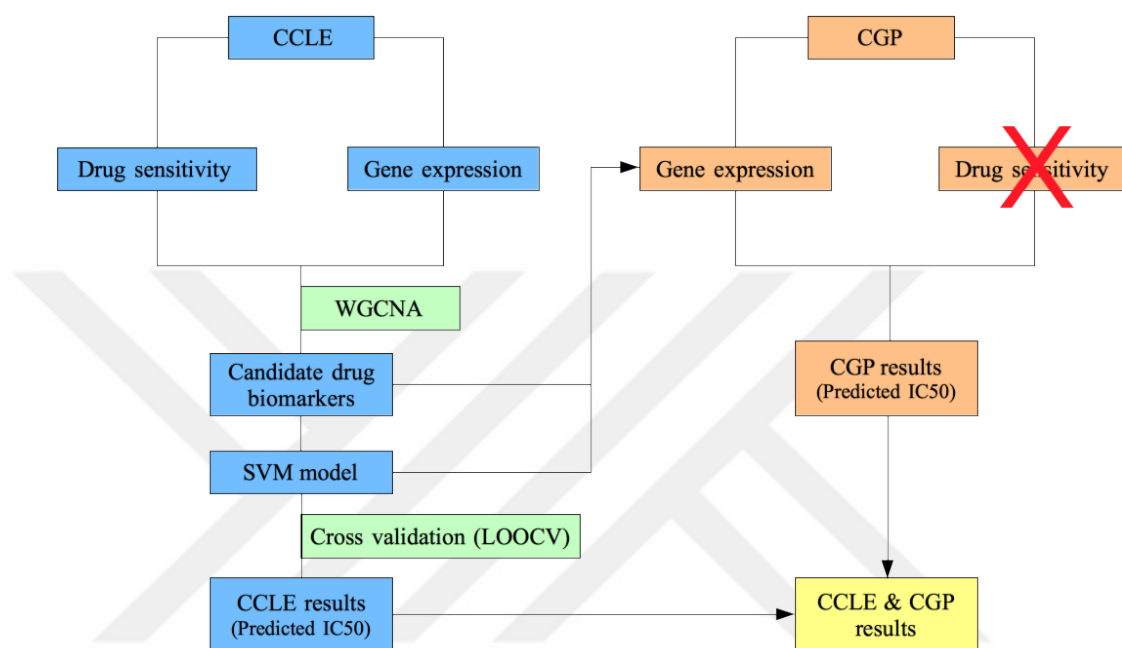 CCLE
CGP
Drug sensitivity
Gene expression
Gene expression
Drug sensitivity
WGCNA
Candidate drug
biomarkers
CGP results
(Predicted IC50)
SVM model
Cross validation (LOOCV)
CCLE results
(Predicted IC50)
CCLE & CGP
results